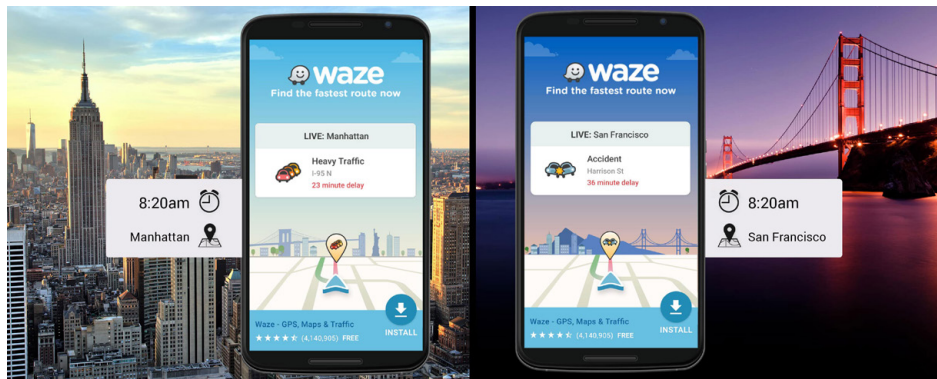 waze
Find the fastest route now
LIVE: Manhattan
Heavy Traffic
I-95 N
23 minute delay
8:20am
Manhattan
Waze - GPS, Maps & Traffic
(4,140,905) FREE
INSTALL
waze
Find the fastest route now
LIVE: San Francisco
Accident
Harrison St
36 minute delay
8:20am
San Francisco
Waze - GPS, Maps & Traffic
(4,140,905) FREE
INSTALL